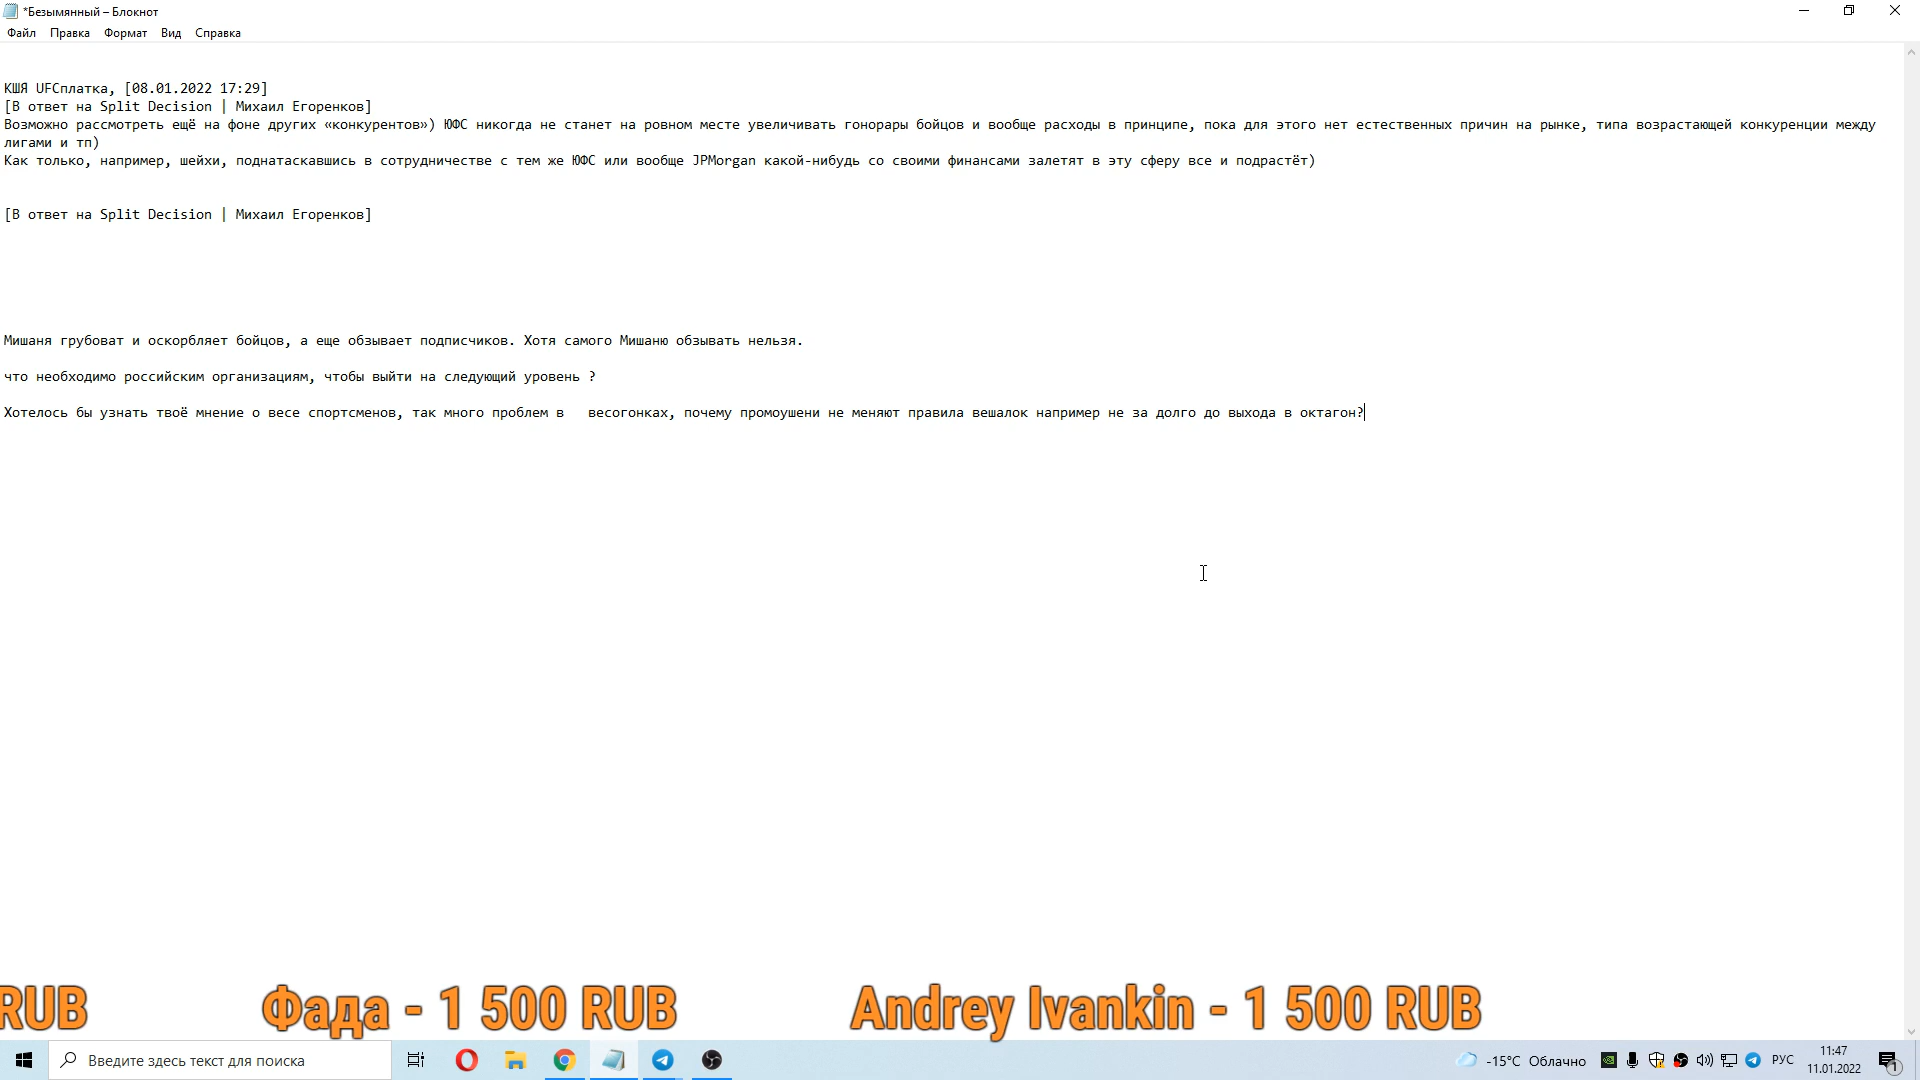 *Безымянный – Блокнот
Файл Правка Формат Вид Справка
КШЯ UFCплатка, [08.01.2022 17:29]
[В ответ на Split Decision | Михаил Егоренков]
Возможно рассмотреть ещё на фоне других «конкурентов») ЮФС никогда не станет на ровном месте увеличивать гонорары бойцов и вообще расходы в принципе, пока для этого нет естественных причин на рынке, типа возрастающей конкуренции между
лигами и тп)
Как только, например, шейхи, поднатаскавшись в сотрудничестве с тем же ЮФС или вообще JPMorgan какой-нибудь со своими финансами залетят в эту сферу все и подрастёт)
[В ответ на Split Decision | Михаил Егоренков]
Мишаня грубоват и оскорбляет бойцов, а еще обзывает подписчиков. Хотя самого Мишаню обзывать нельзя.
что необходимо российским организациям, чтобы выйти на следующий уровень ?
Хотелось бы узнать твоё мнение о весе спортсменов, так много проблем в   весогонках, почему промоушени не меняют правила вешалок например не за долго до выхода в октагон?
RUB Фада - 1 500 RUB Andrey Ivankin - 1 500 RUB
Введите здесь текст для поиска
-15°C Облачно
РУС
11:47
11.01.2022
1